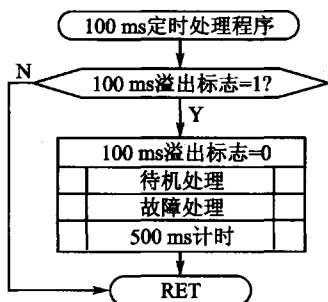 100 ms定时处理程序
N
100 ms溢出标志=1?
Y
100 ms溢出标志=0
待机处理
故障处理
500 ms计时
RET